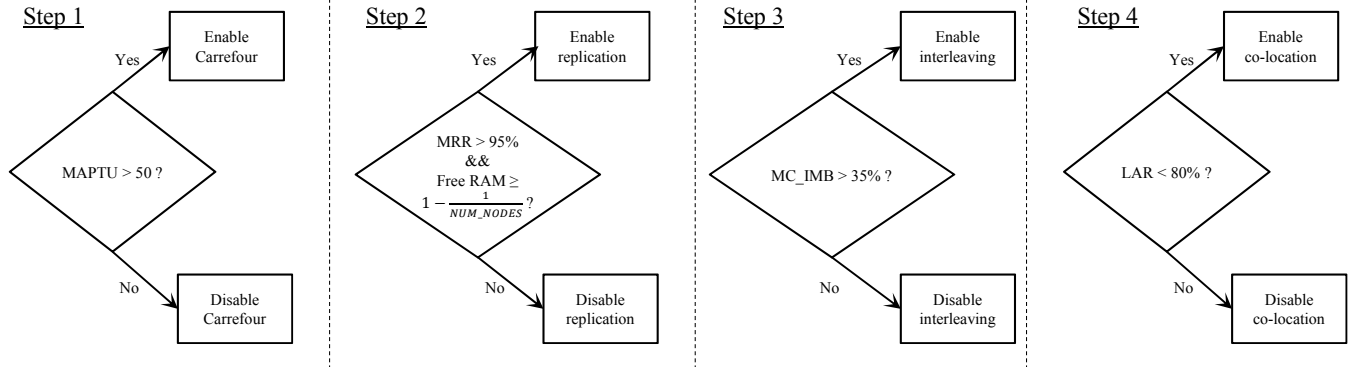 Step 1
Yes
Enable
Carrefour
MAPTU > 50 ?
No
Disable
Carrefour
Step 2
Yes
Enable
replication
MRR > 95%
&&
Free RAM ≥
1 − 1/NUM_NODES ?
No
Disable
replication
Step 3
Yes
Enable
interleaving
MC_IMB > 35% ?
No
Disable
interleaving
Step 4
Yes
Enable
co-location
LAR < 80% ?
No
Disable
co-location